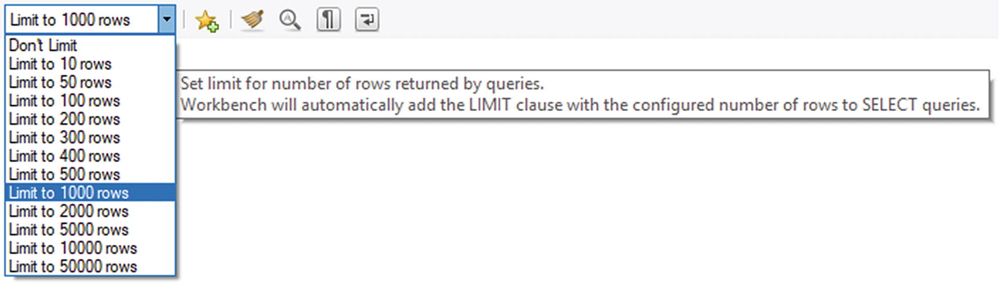 Limit to 1000 rows
Don't Limit
Limit to 10 rows
Limit to 50 rows
Limit to 100 rows
Limit to 200 rows
Limit to 300 rows
Limit to 400 rows
Limit to 500 rows
Limit to 1000 rows
Limit to 2000 rows
Limit to 5000 rows
Limit to 10000 rows
Limit to 50000 rows
Set limit for number of rows returned by queries.
Workbench will automatically add the LIMIT clause with the configured number of rows to SELECT queries.